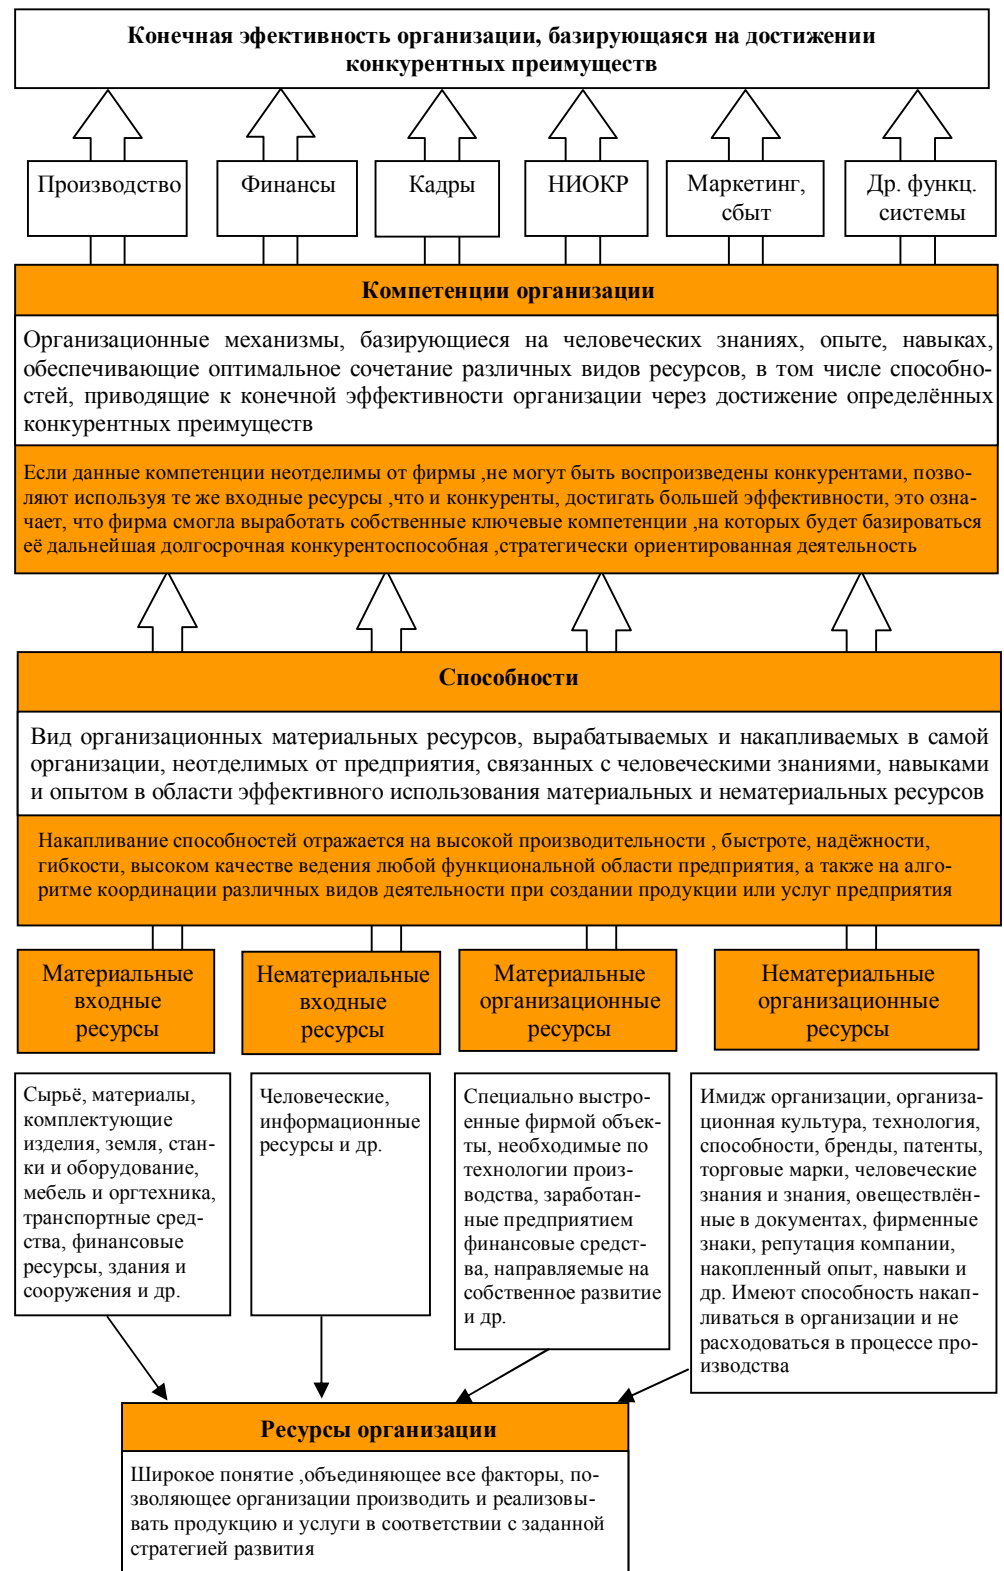 Конечная эфективность организации, базирующаяся на достижении
конкурентных преимуществ
Производство
Финансы
Кадры
НИОКР
Маркетинг,
сбыт
Др. функц.
системы
Компетенции организации
Организационные механизмы, базирующиеся на человеческих знаниях, опыте, навыках,
обеспечивающие оптимальное сочетание различных видов ресурсов, в том числе способно-
стей, приводящие к конечной эффективности организации через достижение определённых
конкурентных преимуществ
Если данные компетенции неотделимы от фирмы ,не могут быть воспроизведены конкурентами, позво-
ляют используя те же входные ресурсы ,что и конкуренты, достигать большей эффективности, это озна-
чает, что фирма смогла выработать собственные ключевые компетенции ,на которых будет базироваться
её дальнейшая долгосрочная конкурентоспособная ,стратегически ориентированная деятельность
Способности
Вид организационных материальных ресурсов, вырабатываемых и накапливаемых в самой
организации, неотделимых от предприятия, связанных с человеческими знаниями, навыками
и опытом в области эффективного использования материальных и нематериальных ресурсов
Накапливание способностей отражается на высокой производительности , быстроте, надёжности,
гибкости, высоком качестве ведения любой функциональной области предприятия, а также на алго-
ритме координации различных видов деятельности при создании продукции или услуг предприятия
Материальные
входные
ресурсы
Нематериальные
входные
ресурсы
Материальные
организационные
ресурсы
Нематериальные
организационные
ресурсы
Сырьё, материалы,
комплектующие
изделия, земля, стан-
ки и оборудование,
мебель и оргтехника,
транспортные сред-
ства, финансовые
ресурсы, здания и
сооружения и др.
Человеческие,
информационные
ресурсы и др.
Специально выстро-
енные фирмой объек-
ты, необходимые по
технологии произ-
водства, заработан-
ные предприятием
финансовые средст-
ва, направляемые на
собственное развитие
и др.
Имидж организации, организа-
ционная культура, технология,
способности, бренды, патенты,
торговые марки, человеческие
знания и знания, овеществлён-
ные в документах, фирменные
знаки, репутация компании,
накопленный опыт, навыки и
др. Имеют способность накап-
ливаться в организации и не
расходоваться в процессе про-
изводства
Ресурсы организации
Широкое понятие ,объединяющее все факторы, по-
зволяющее организации производить и реализовы-
вать продукцию и услуги в соответствии с заданной
стратегией развития